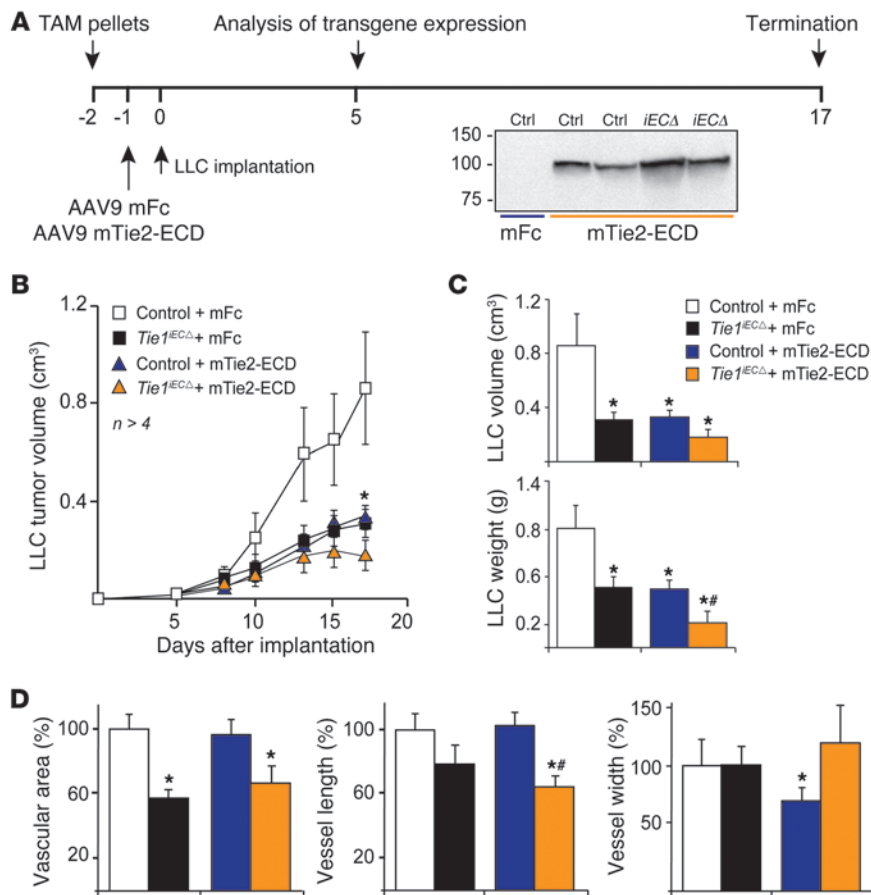 A
TAM pellets Analysis of transgene expression Termination
-2 -1 0 5 17
LLC implantation
AAV9 mFc
AAV9 mTie2-ECD
Ctrl Ctrl Ctrl iECΔ iECΔ
150
100
75
mFc mTie2-ECD
B
LLC tumor volume (cm³)
1.2
0.8
0.4
Control + mFc
Tie1iECΔ + mFc
Control + mTie2-ECD
Tie1iECΔ + mTie2-ECD
n > 4
*
5 10 15 20
Days after implantation
C
LLC volume (cm³)
1.2
0.8
0.4
Control + mFc
Tie1iECΔ + mFc
Control + mTie2-ECD
Tie1iECΔ + mTie2-ECD
* * *
LLC weight (g)
1.0
0.6
0.2
* * *#
D
Vascular area (%)
100
60
20
* *
Vessel length (%)
100
60
20
*#
Vessel width (%)
150
100
50
*